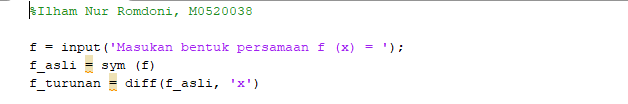 %Ilham Nur Romdoni, M0520038
f = input('Masukan bentuk persamaan f (x) = ');
f_asli = sym (f)
f_turunan = diff(f_asli, 'x')